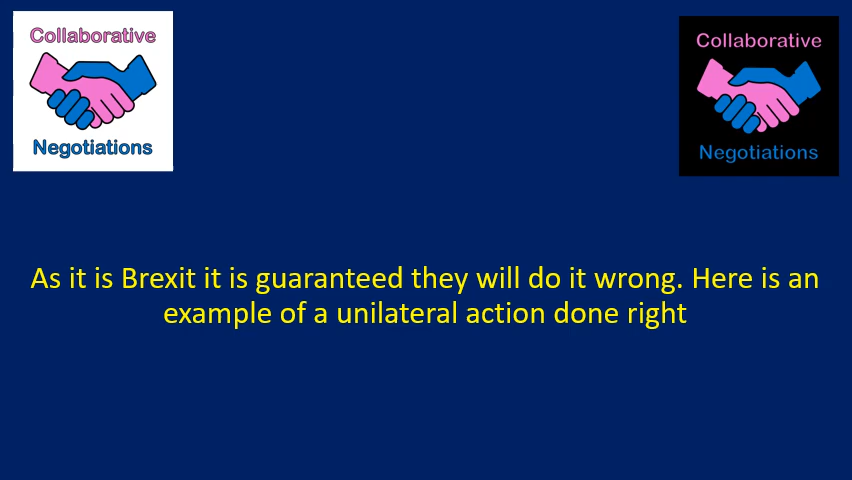 Collaborative
Negotiations
Collaborative
Negotiations
As it is Brexit it is guaranteed they will do it wrong. Here is an
example of a unilateral action done right